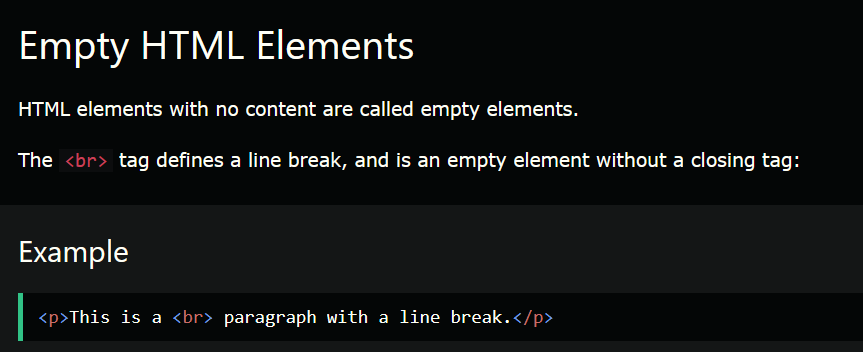 Empty HTML Elements
HTML elements with no content are called empty elements.
The <br> tag defines a line break, and is an empty element without a closing tag:
Example
<p>This is a <br> paragraph with a line break.</p>